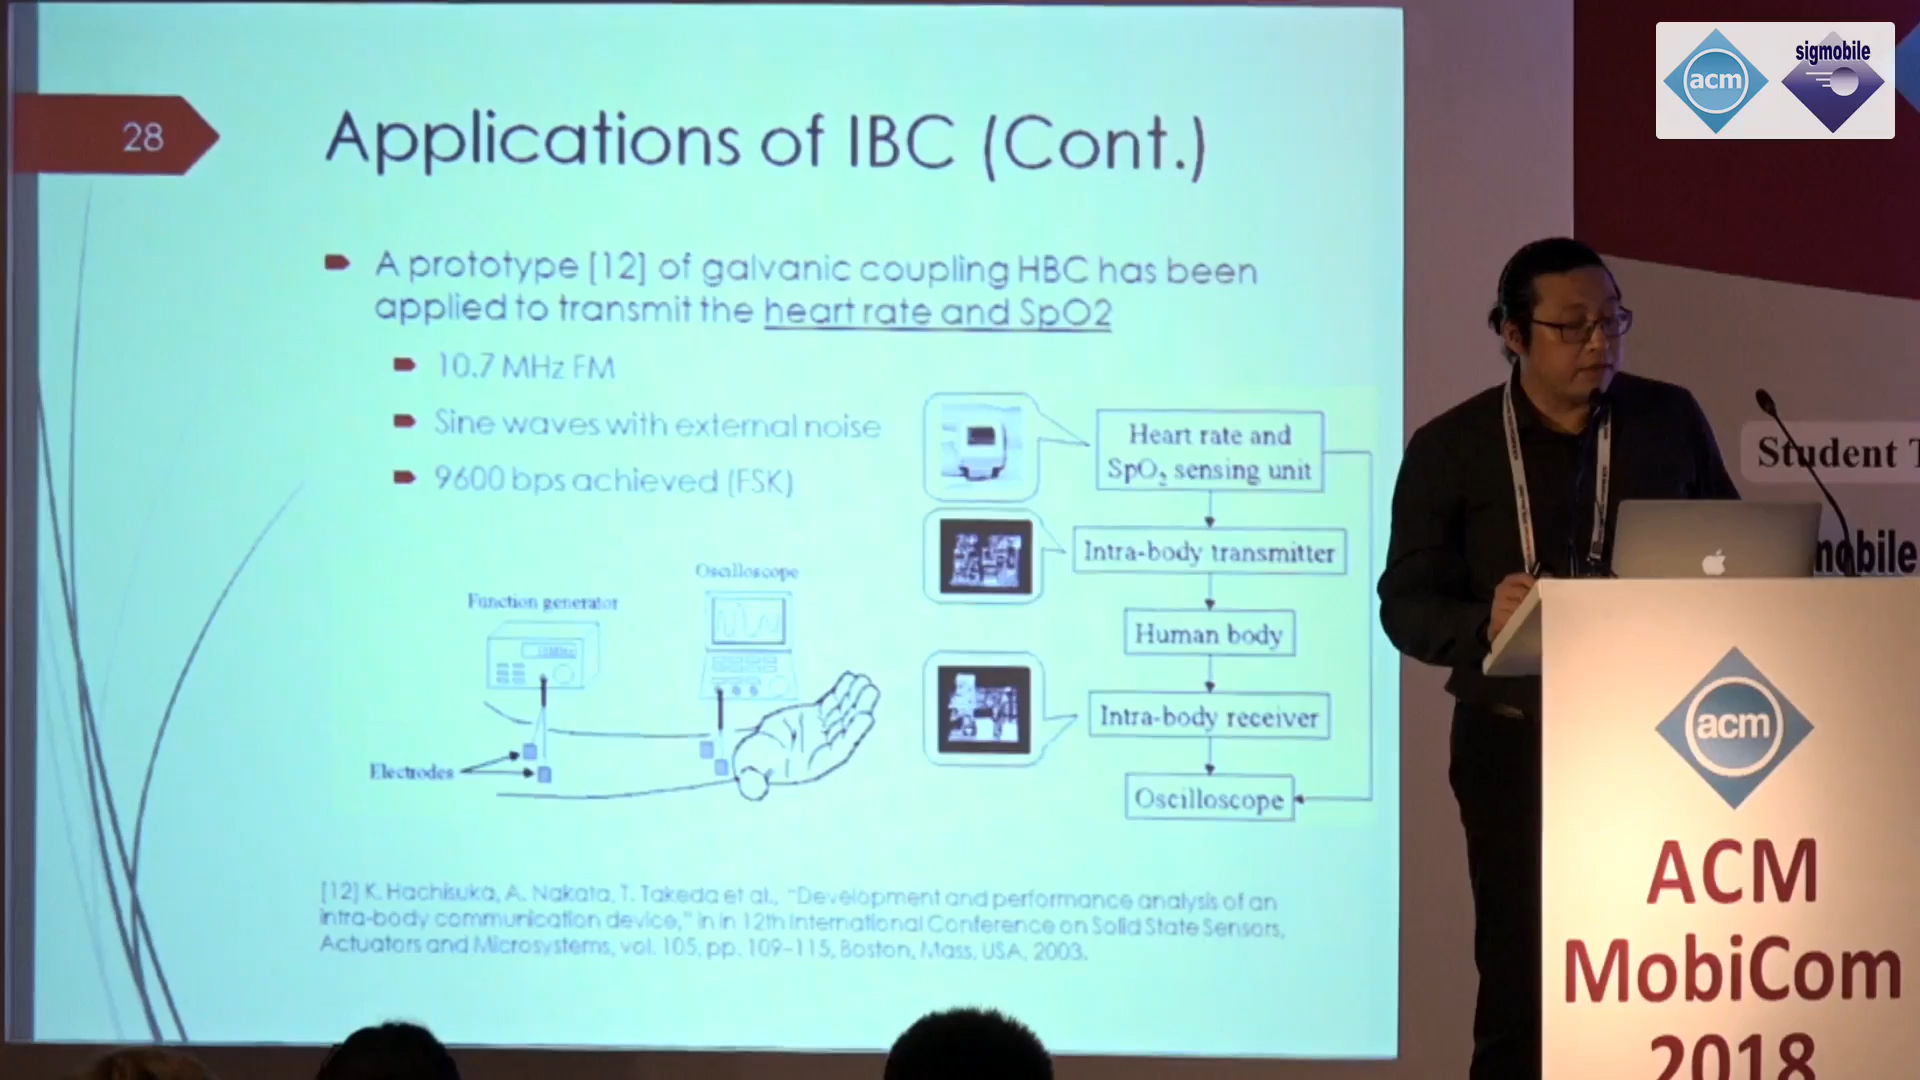 28
Applications of IBC (Cont.)
A prototype [12] of galvanic coupling HBC has been
applied to transmit the heart rate and SpO2
10.7 MHz FM
Sine waves with external noise
9600 bps achieved (FSK)
Function generator
Oscilloscope
Electrodes
Heart rate and
SpO₂ sensing unit
Intra-body transmitter
Human body
Intra-body receiver
Oscilloscope
[12] K. Hachisuka, A. Nakata, T. Takeda et al., “Development and performance analysis of an
intra-body communication device,” in in 12th International Conference on Solid State Sensors,
Actuators and Microsystems, vol. 105, pp. 109–115, Boston, Mass, USA, 2003.
acm
sigmobile
Student T
mobile
acm
ACM
MobiCom
2018